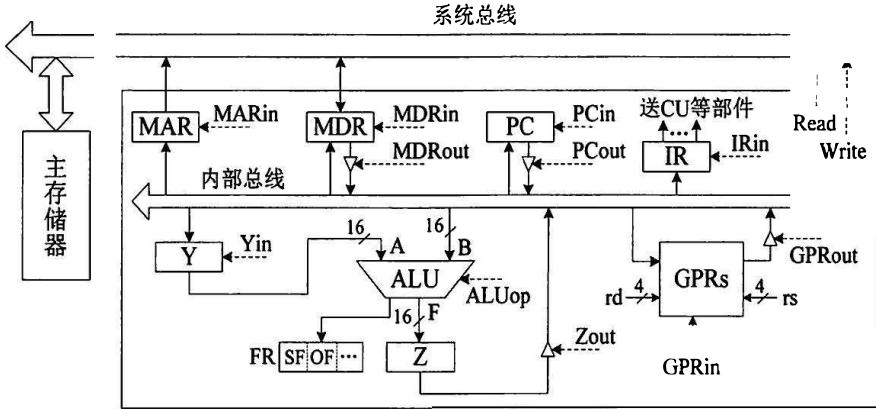 系统总线
MAR
MARin
MDR
MDRin
MDRout
PC
PCin
PCout
送CU等部件
...
IR
IRin
Read
Write
主存储器
内部总线
Y
Yin
16
A
16
B
ALU
ALUop
16
F
FR SF OF ...
Z
Zout
GPRs
GPRout
rd
4
4
rs
GPRin